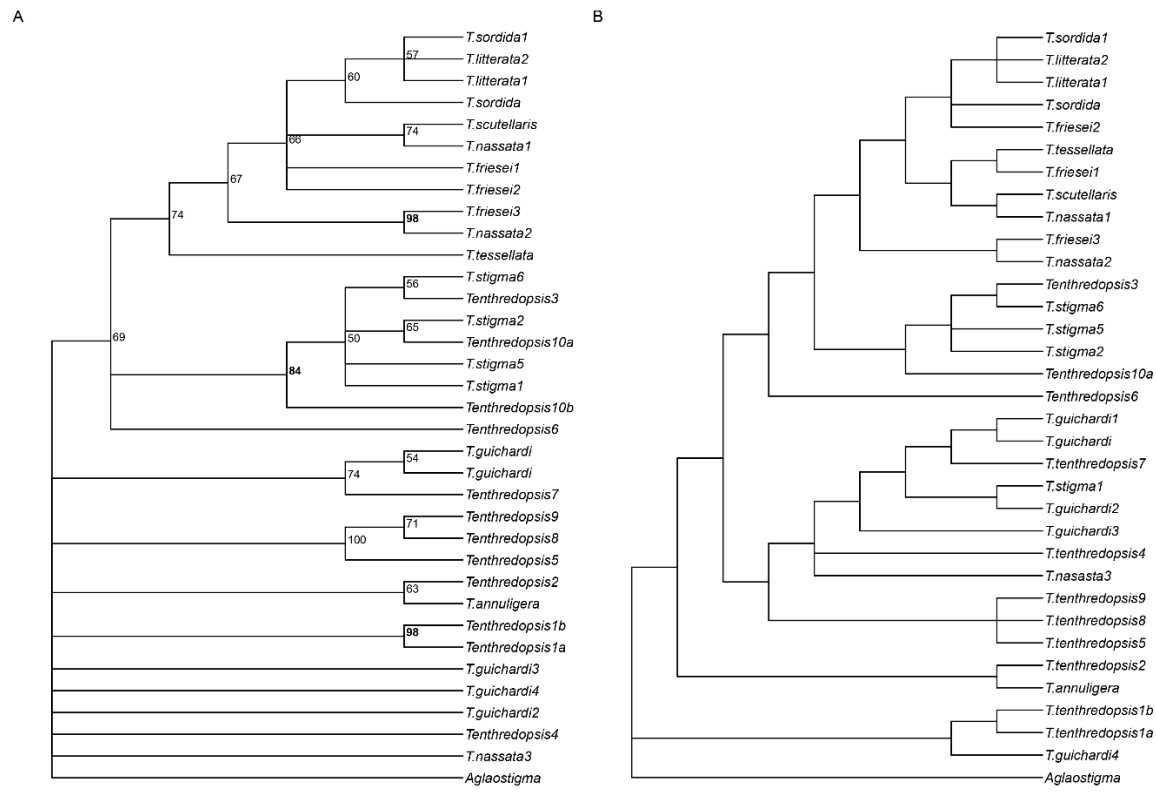 A
T.sordida1
57
T.litterata2
60
T.litterata1
T.sordida
T.scutellaris
74
66
T.nassata1
T.friesei1
67
T.friesei2
T.friesei3
98
74
T.nassata2
T.tessellata
T.stigma6
56
Tenthredopsis3
T.stigma2
65
69
50
Tenthredopsis10a
T.stigma5
84
T.stigma1
Tenthredopsis10b
Tenthredopsis6
T.guichardi
54
74
T.guichardi
Tenthredopsis7
Tenthredopsis9
71
100
Tenthredopsis8
Tenthredopsis5
Tenthredopsis2
63
T.annuligera
Tenthredopsis1b
98
Tenthredopsis1a
T.guichardi3
T.guichardi4
T.guichardi2
Tenthredopsis4
T.nassata3
Aglaostigma
B
T.sordida1
T.litterata2
T.litterata1
T.sordida
T.friesei2
T.tessellata
T.friesei1
T.scutellaris
T.nassata1
T.friesei3
T.nassata2
Tenthredopsis3
T.stigma6
T.stigma5
T.stigma2
Tenthredopsis10a
Tenthredopsis6
T.guichardi1
T.guichardi
T.tenthredopsis7
T.stigma1
T.guichardi2
T.guichardi3
T.tenthredopsis4
T.nasasta3
T.tenthredopsis9
T.tenthredopsis8
T.tenthredopsis5
T.tenthredopsis2
T.annuligera
T.tenthredopsis1b
T.tenthredopsis1a
T.guichardi4
Aglaostigma